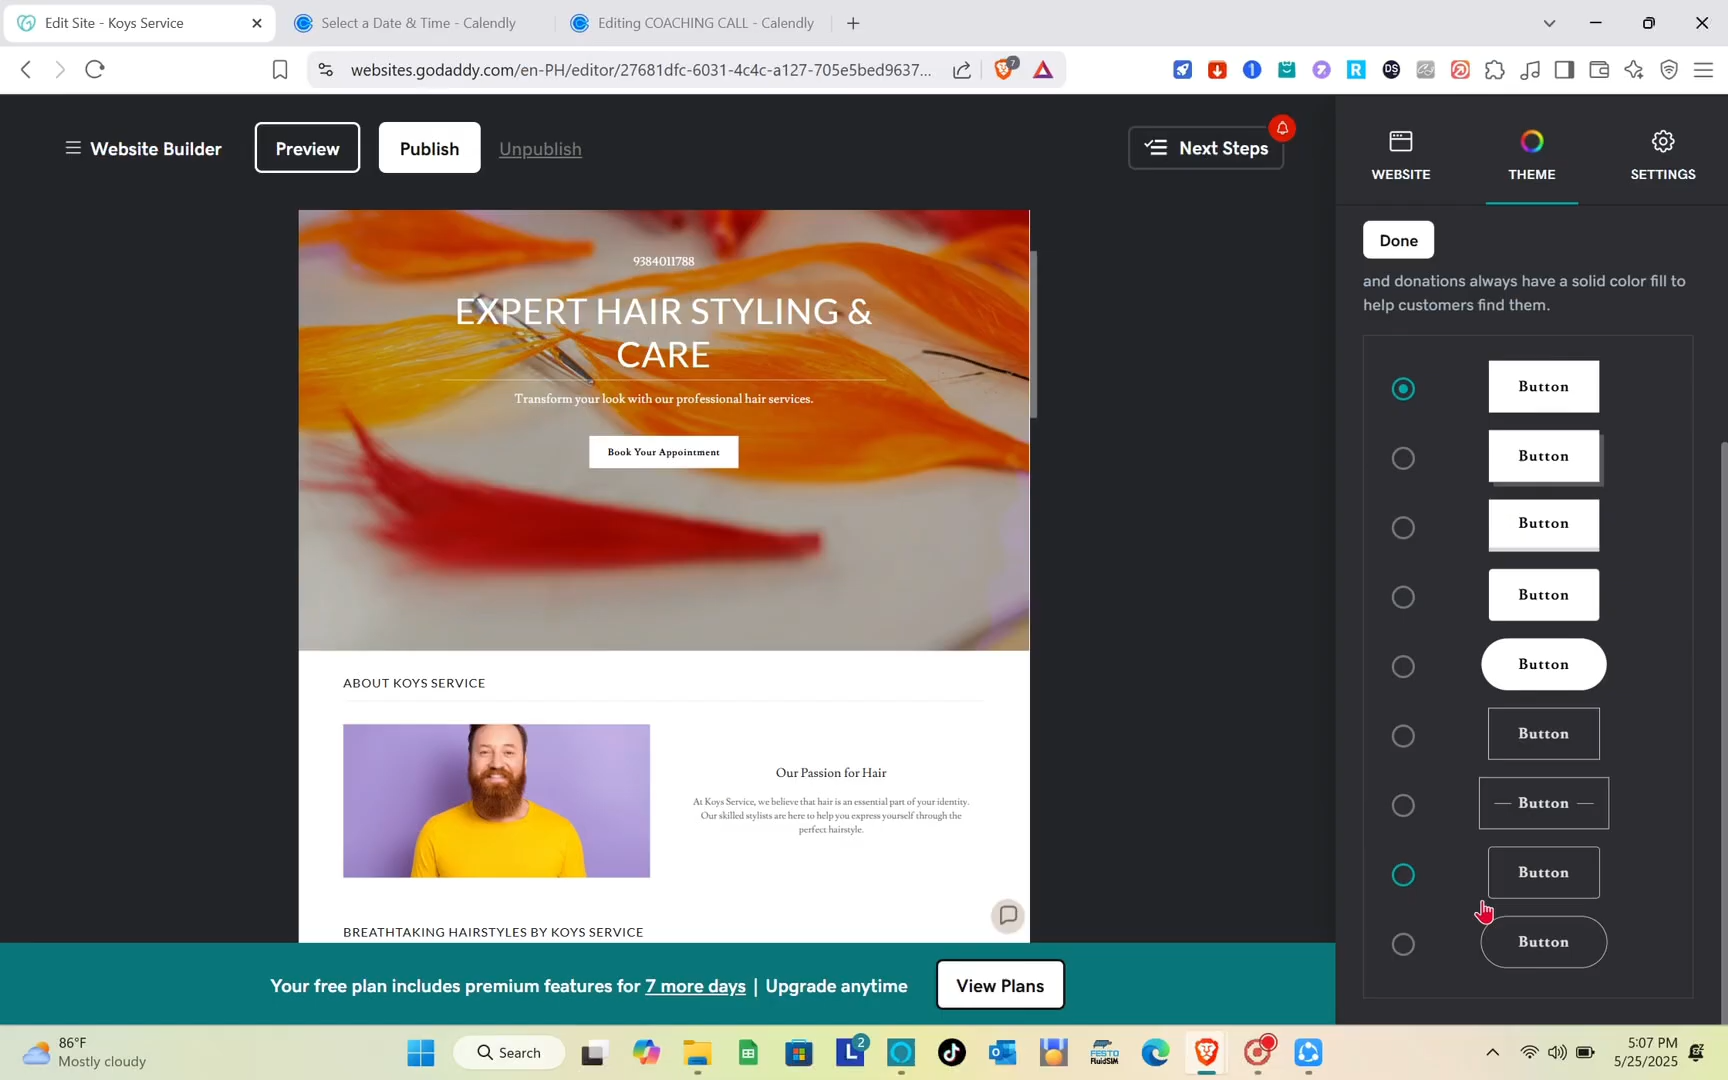 Edit Site - Koys Service
Select a Date & Time - Calendly
Editing COACHING CALL - Calendly
websites.godaddy.com/en-PH/editor/27681dfc-6031-4c4c-a127-705e5bed9637...
7
1
R
DS
Website Builder
Preview
Publish
Unpublish
Next Steps
WEBSITE
THEME
SETTINGS
Done
and donations always have a solid color fill to
help customers find them.
Button
Button
Button
Button
Button
Button
Button
Button
Button
9384011788
EXPERT HAIR STYLING &
CARE
Transform your look with our professional hair services.
Book Your Appointment
ABOUT KOYS SERVICE
Our Passion for Hair
At Koys Service, we believe that hair is an essential part of your identity.
Our skilled stylists are here to help you express yourself through the
perfect hairstyle.
BREATHTAKING HAIRSTYLES BY KOYS SERVICE
Your free plan includes premium features for 7 more days | Upgrade anytime
View Plans
86°F
Mostly cloudy
Search
L
2
FESTO
FluidSIM
5:07 PM
5/25/2025